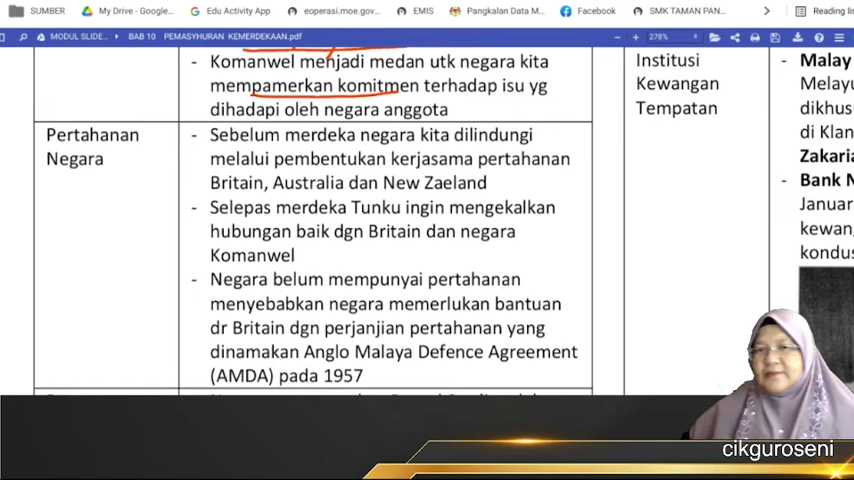 SUMBER
My Drive - Google...
Edu Activity App
eoperasi.moe.gov...
EMIS
Pangkalan Data M...
Facebook
SMK TAMAN PAN...
Reading lis
MODUL SLIDE...
BAB 10 PEMASYHURAN KEMERDEKAAN.pdf
278%
- Komanwel menjadi medan utk negara kita
mempamerkan komitmen terhadap isu yg
dihadapi oleh negara anggota
Pertahanan
Negara
- Sebelum merdeka negara kita dilindungi
melalui pembentukan kerjasama pertahanan
Britain, Australia dan New Zaeland
- Selepas merdeka Tunku ingin mengekalkan
hubungan baik dgn Britain dan negara
Komanwel
- Negara belum mempunyai pertahanan
menyebabkan negara memerlukan bantuan
dr Britain dgn perjanjian pertahanan yang
dinamakan Anglo Malaya Defence Agreement
(AMDA) pada 1957
Institusi
Kewangan
Tempatan
- Malay
Melayu
dikhus
di Klan
Zakaria
- Bank N
Januar
kewan
kondus
cikguroseni